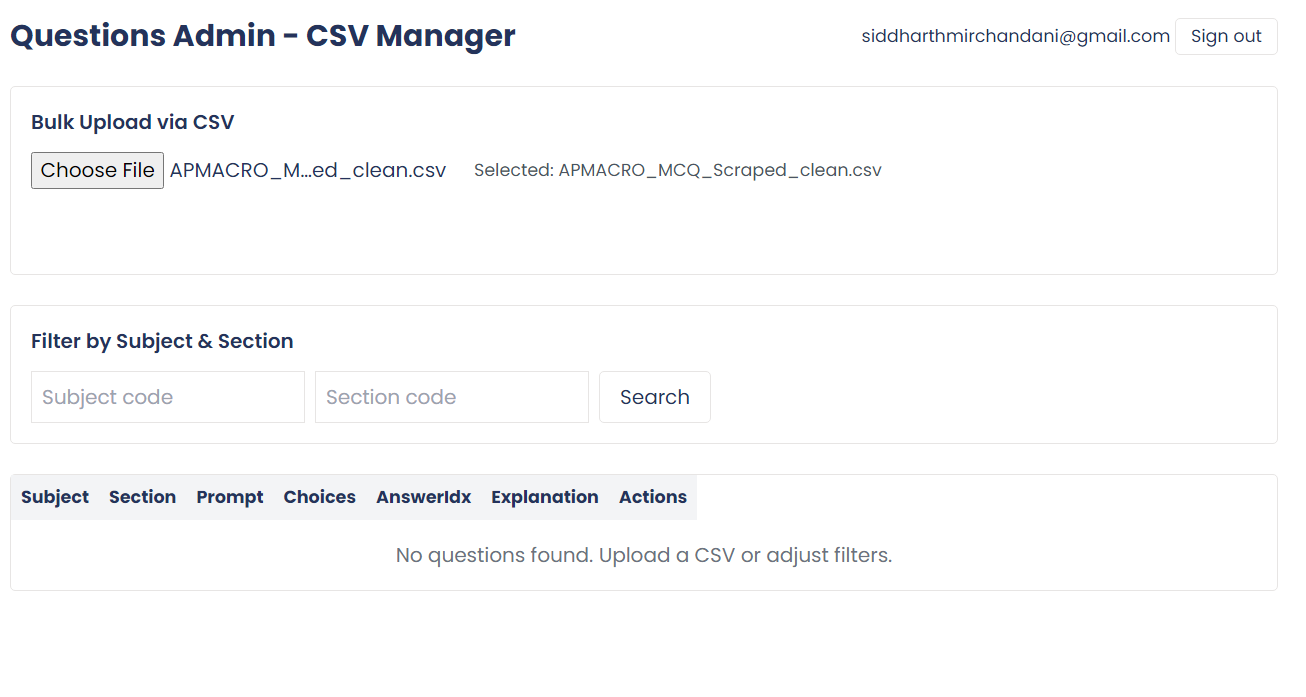 Questions Admin - CSV Manager
siddharthmirchandani@gmail.com
Sign out
Bulk Upload via CSV
Choose File APMACRO_M...ed_clean.csv
Selected: APMACRO_MCQ_Scraped_clean.csv
Filter by Subject & Section
Subject code
Section code
Search
Subject Section Prompt Choices AnswerIdx Explanation Actions
No questions found. Upload a CSV or adjust filters.